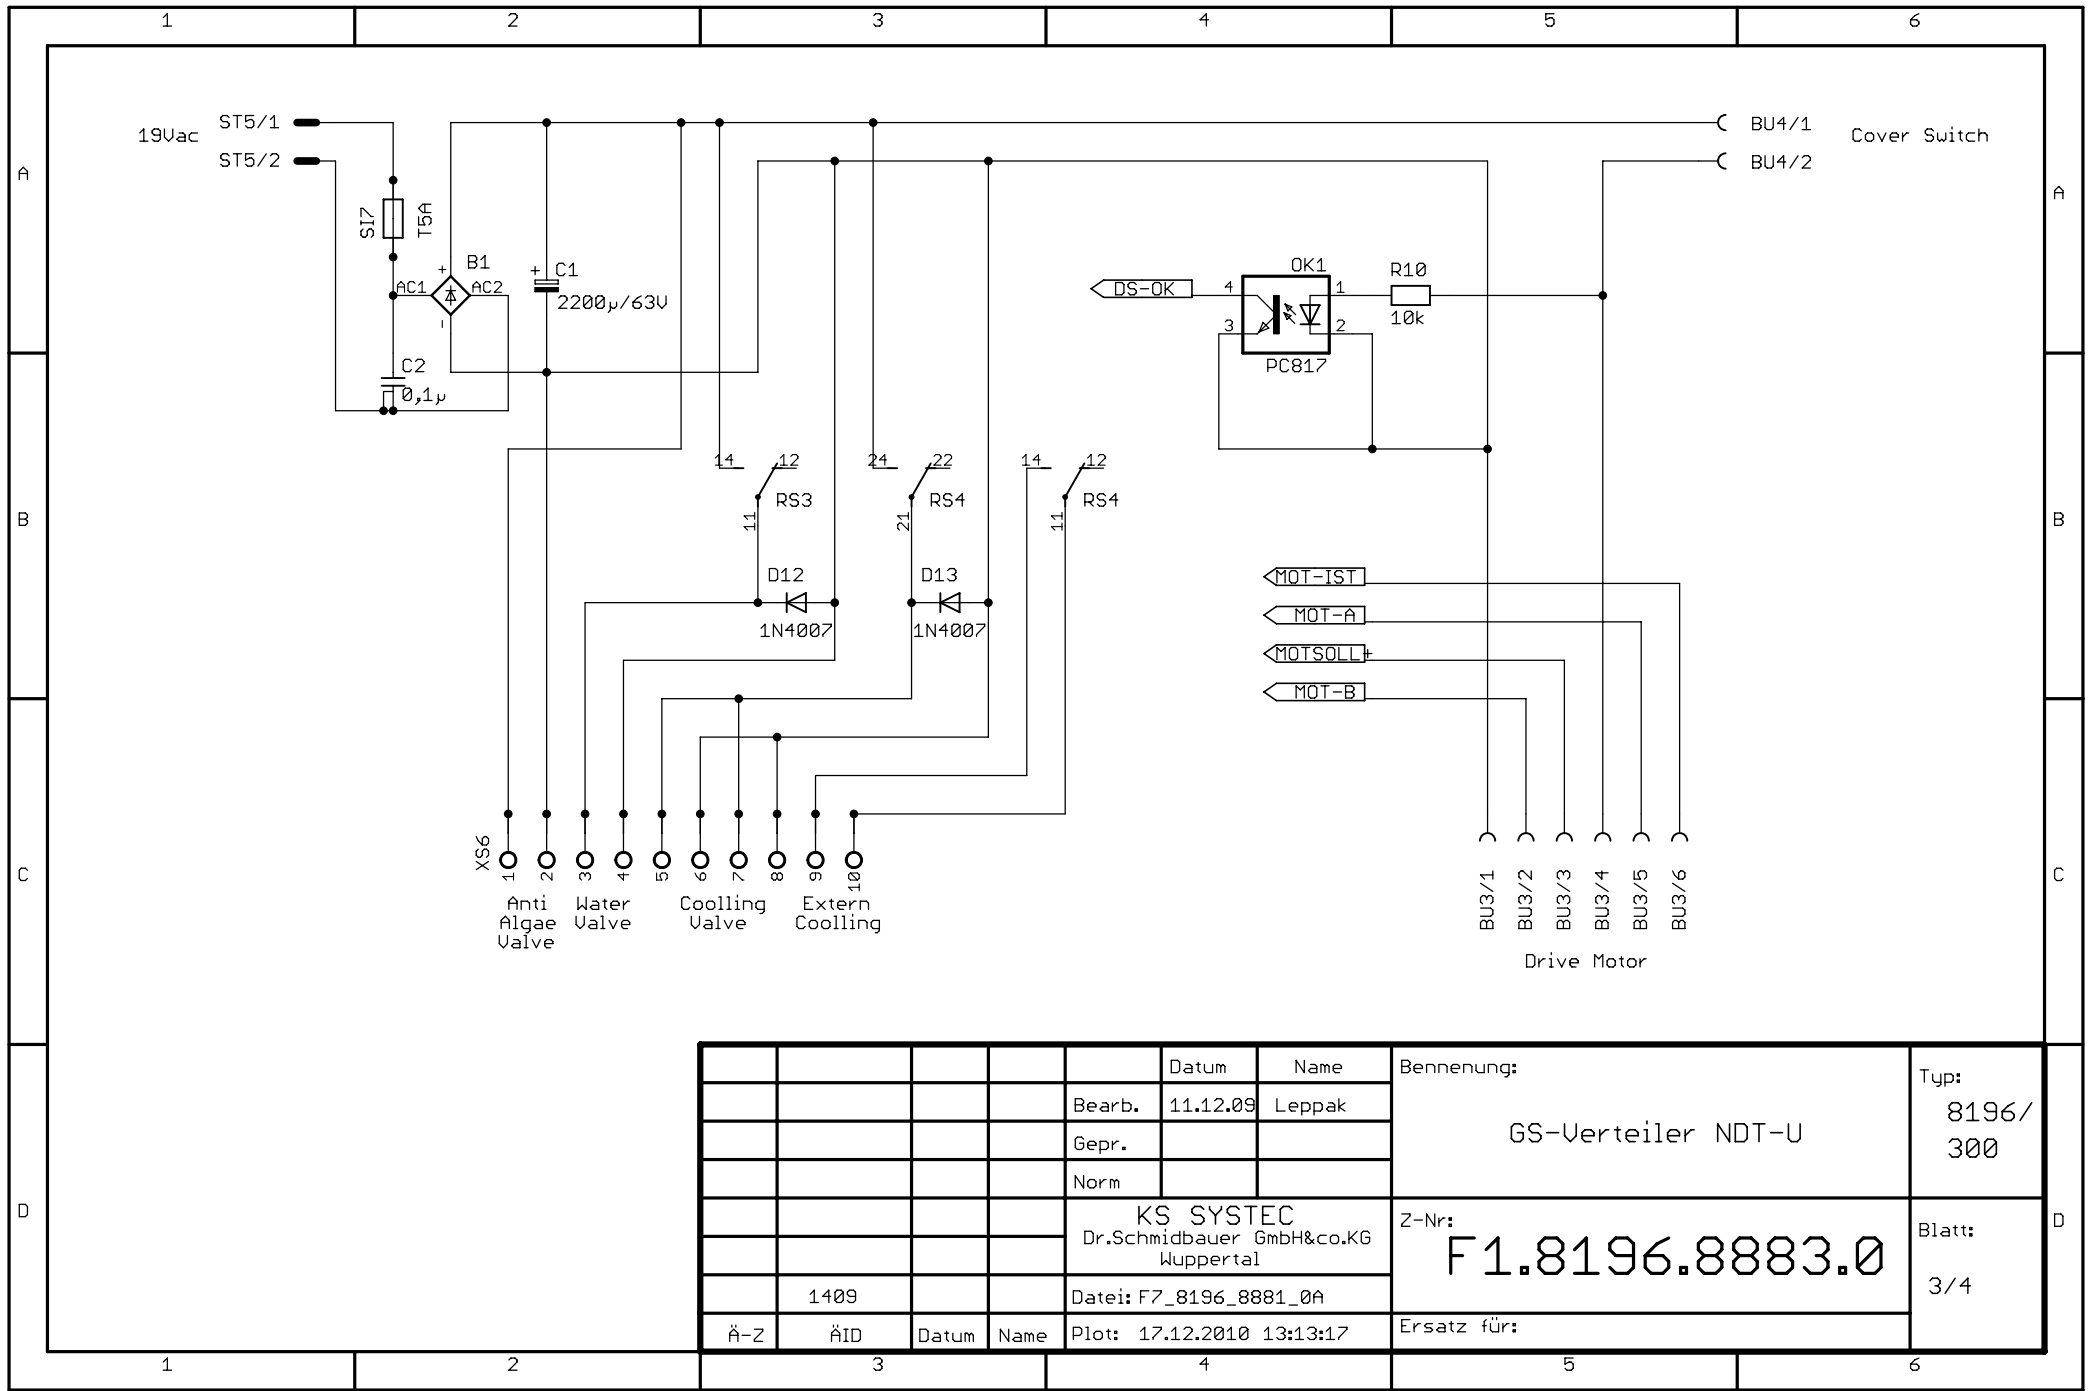 1 2 3 4 5 6
A
B
C
D
A
B
C
D
1 2 3 4 5 6
19Vac
ST5/1
ST5/2
SI7
T5A
B1
+
AC1
AC2
-
+ C1
2200µ/63V
C2
0,1µ
BU4/1
BU4/2
Cover Switch
DS-OK
OK1
4
3
1
2
PC817
R10
10k
14
12
RS3
11
24
22
RS4
21
14
12
RS4
11
D12
1N4007
D13
1N4007
MOT-IST
MOT-A
MOTSOLL+
MOT-B
XS6
1 2 3 4 5 6 7 8 9 10
Anti
Algae
Valve
Water
Valve
Coolling
Valve
Extern
Coolling
BU3/1
BU3/2
BU3/3
BU3/4
BU3/5
BU3/6
Drive Motor
Datum Name
Bearb. 11.12.09 Leppak
Gepr.
Norm
KS SYSTEC
Dr.Schmidbauer GmbH&co.KG
Wuppertal
1409
Datei: F7_8196_8881_0A
Ä-Z ÄID Datum Name
Plot: 17.12.2010 13:13:17
Bennenung:
GS-Verteiler NDT-U
Typ:
8196/
300
Z-Nr:
F1.8196.8883.0
Blatt:
3/4
Ersatz für: